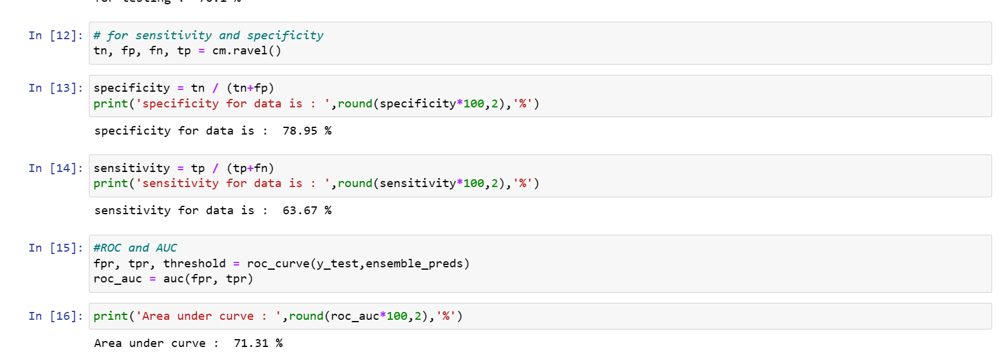 In [12]: # for sensitivity and specificity
tn, fp, fn, tp = cm.ravel()
In [13]: specificity = tn / (tn+fp)
print('specificity for data is : ',round(specificity*100,2),'%')
specificity for data is :  78.95 %
In [14]: sensitivity = tp / (tp+fn)
print('sensitivity for data is : ',round(sensitivity*100,2),'%')
sensitivity for data is :  63.67 %
In [15]: #ROC and AUC
fpr, tpr, threshold = roc_curve(y_test,ensemble_preds)
roc_auc = auc(fpr, tpr)
In [16]: print('Area under curve : ',round(roc_auc*100,2),'%')
Area under curve :  71.31 %